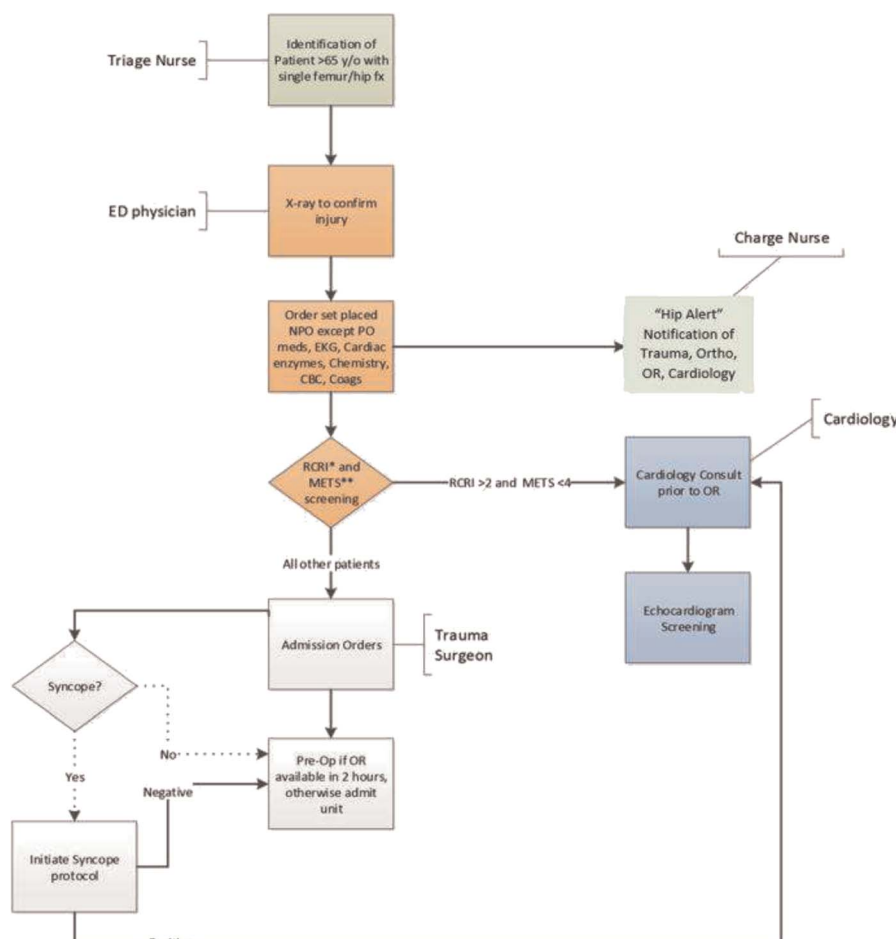 Triage Nurse
Identification of
Patient >65 y/o with
single femur/hip fx
ED physician
X-ray to confirm
injury
Charge Nurse
Order set placed
NPO except PO
meds, EKG, Cardiac
enzymes, Chemistry,
CBC, Coags
"Hip Alert"
Notification of
Trauma, Ortho,
OR, Cardiology
Cardiology
RCRI* and
METS**
screening
RCRI >2 and METS <4
Cardiology Consult
prior to OR
All other patients
Admission Orders
Trauma
Surgeon
Echocardiogram
Screening
Syncope?
No
Yes
Pre-Op if OR
available in 2 hours,
otherwise admit
unit
Negative
Initiate Syncope
protocol